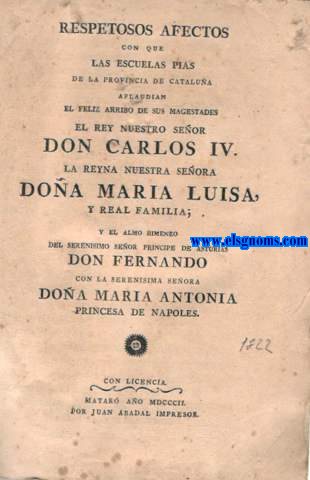 RESPETOSOS AFECTOS
CON QUE
LAS ESCUELAS PIAS
DE LA PROVINCIA DE CATALUÑA
APLAUDIAN
EL FELIZ ARRIBO DE SUS MAGESTADES
EL REY NUESTRO SEÑOR
DON CARLOS IV.
LA REYNA NUESTRA SEÑORA
DOÑA MARIA LUISA,
Y REAL FAMILIA;
Y EL ALMO HIMENEO
DEL SERENISIMO SEÑOR PRINCIPE DE ASTURIAS
www.elsgnoms.com
DON FERNANDO
CON LA SERENISIMA SEÑORA
DOÑA MARIA ANTONIA
PRINCESA DE NAPOLES.
1722
CON LICENCIA.
MATARÓ AÑO MDCCCII.
POR JUAN ABADAL IMPRESOR.